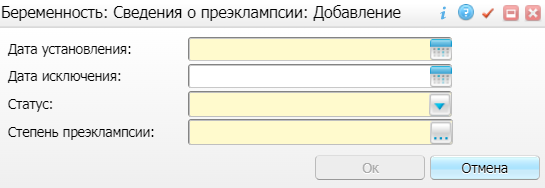 Беременность: Сведения о преэклампсии: Добавление
Дата установления:
Дата исключения:
Статус:
Степень преэклампсии:
Ок Отмена